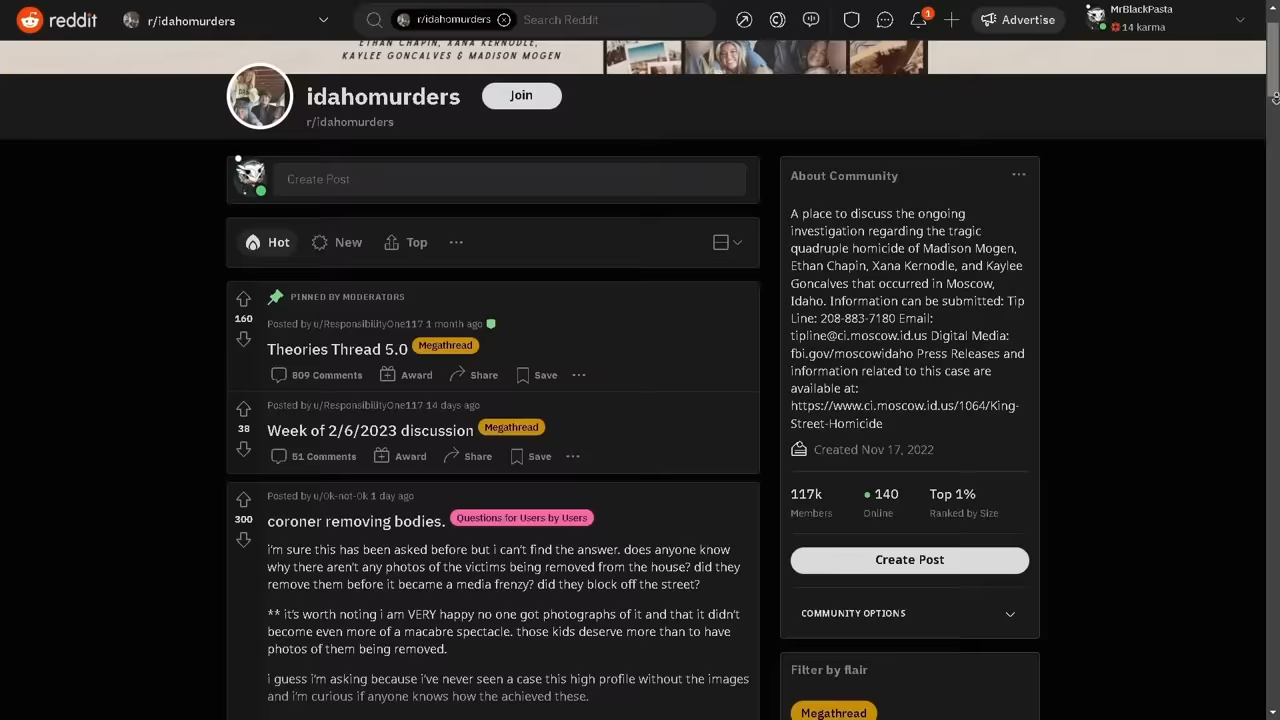 reddit
r/idahomurders
r/idahomurders
Search Reddit
1
Advertise
MrBlackPasta
14 karma
ETHAN CHAPIN, XANA KERNODLE,
KAYLEE GONCALVES & MADISON MOGEN
idahomurders
Join
r/idahomurders
Create Post
Hot
New
Top
PINNED BY MODERATORS
160
Posted by u/ResponsibilityOne117 1 month ago
Theories Thread 5.0 Megathread
809 Comments Award Share Save
Posted by u/ResponsibilityOne117 14 days ago
38
Week of 2/6/2023 discussion Megathread
51 Comments Award Share Save
Posted by u/0k-not-0k 1 day ago
300
coroner removing bodies. Questions for Users by Users
i'm sure this has been asked before but i can't find the answer. does anyone know
why there aren't any photos of the victims being removed from the house? did they
remove them before it became a media frenzy? did they block off the street?
** it's worth noting i am VERY happy no one got photographs of it and that it didn't
become even more of a macabre spectacle. those kids deserve more than to have
photos of them being removed.
i guess i'm asking because i've never seen a case this high profile without the images
and i'm curious if anyone knows how the achieved these.
About Community
A place to discuss the ongoing
investigation regarding the tragic
quadruple homicide of Madison Mogen,
Ethan Chapin, Xana Kernodle, and Kaylee
Goncalves that occurred in Moscow,
Idaho. Information can be submitted: Tip
Line: 208-883-7180 Email:
tipline@ci.moscow.id.us Digital Media:
fbi.gov/moscowidaho Press Releases and
information related to this case are
available at:
https://www.ci.moscow.id.us/1064/King-
Street-Homicide
Created Nov 17, 2022
117k 140 Top 1%
Members Online Ranked by Size
Create Post
COMMUNITY OPTIONS
Filter by flair
Megathread